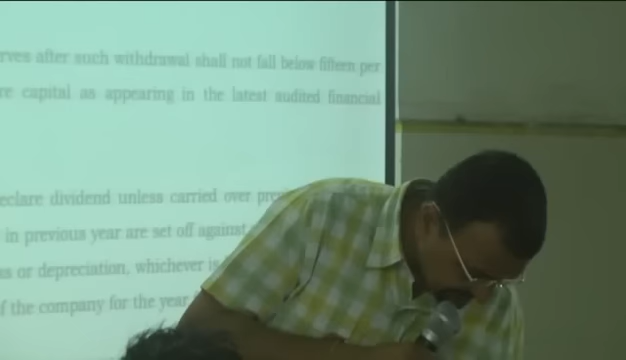 rves after such withdrawal shall not fall below fifteen per
re capital as appearing in the latest audited financial
eclare dividend unless carried over
in previous year are set off against
s or depreciation, whichever is
f the company for the year